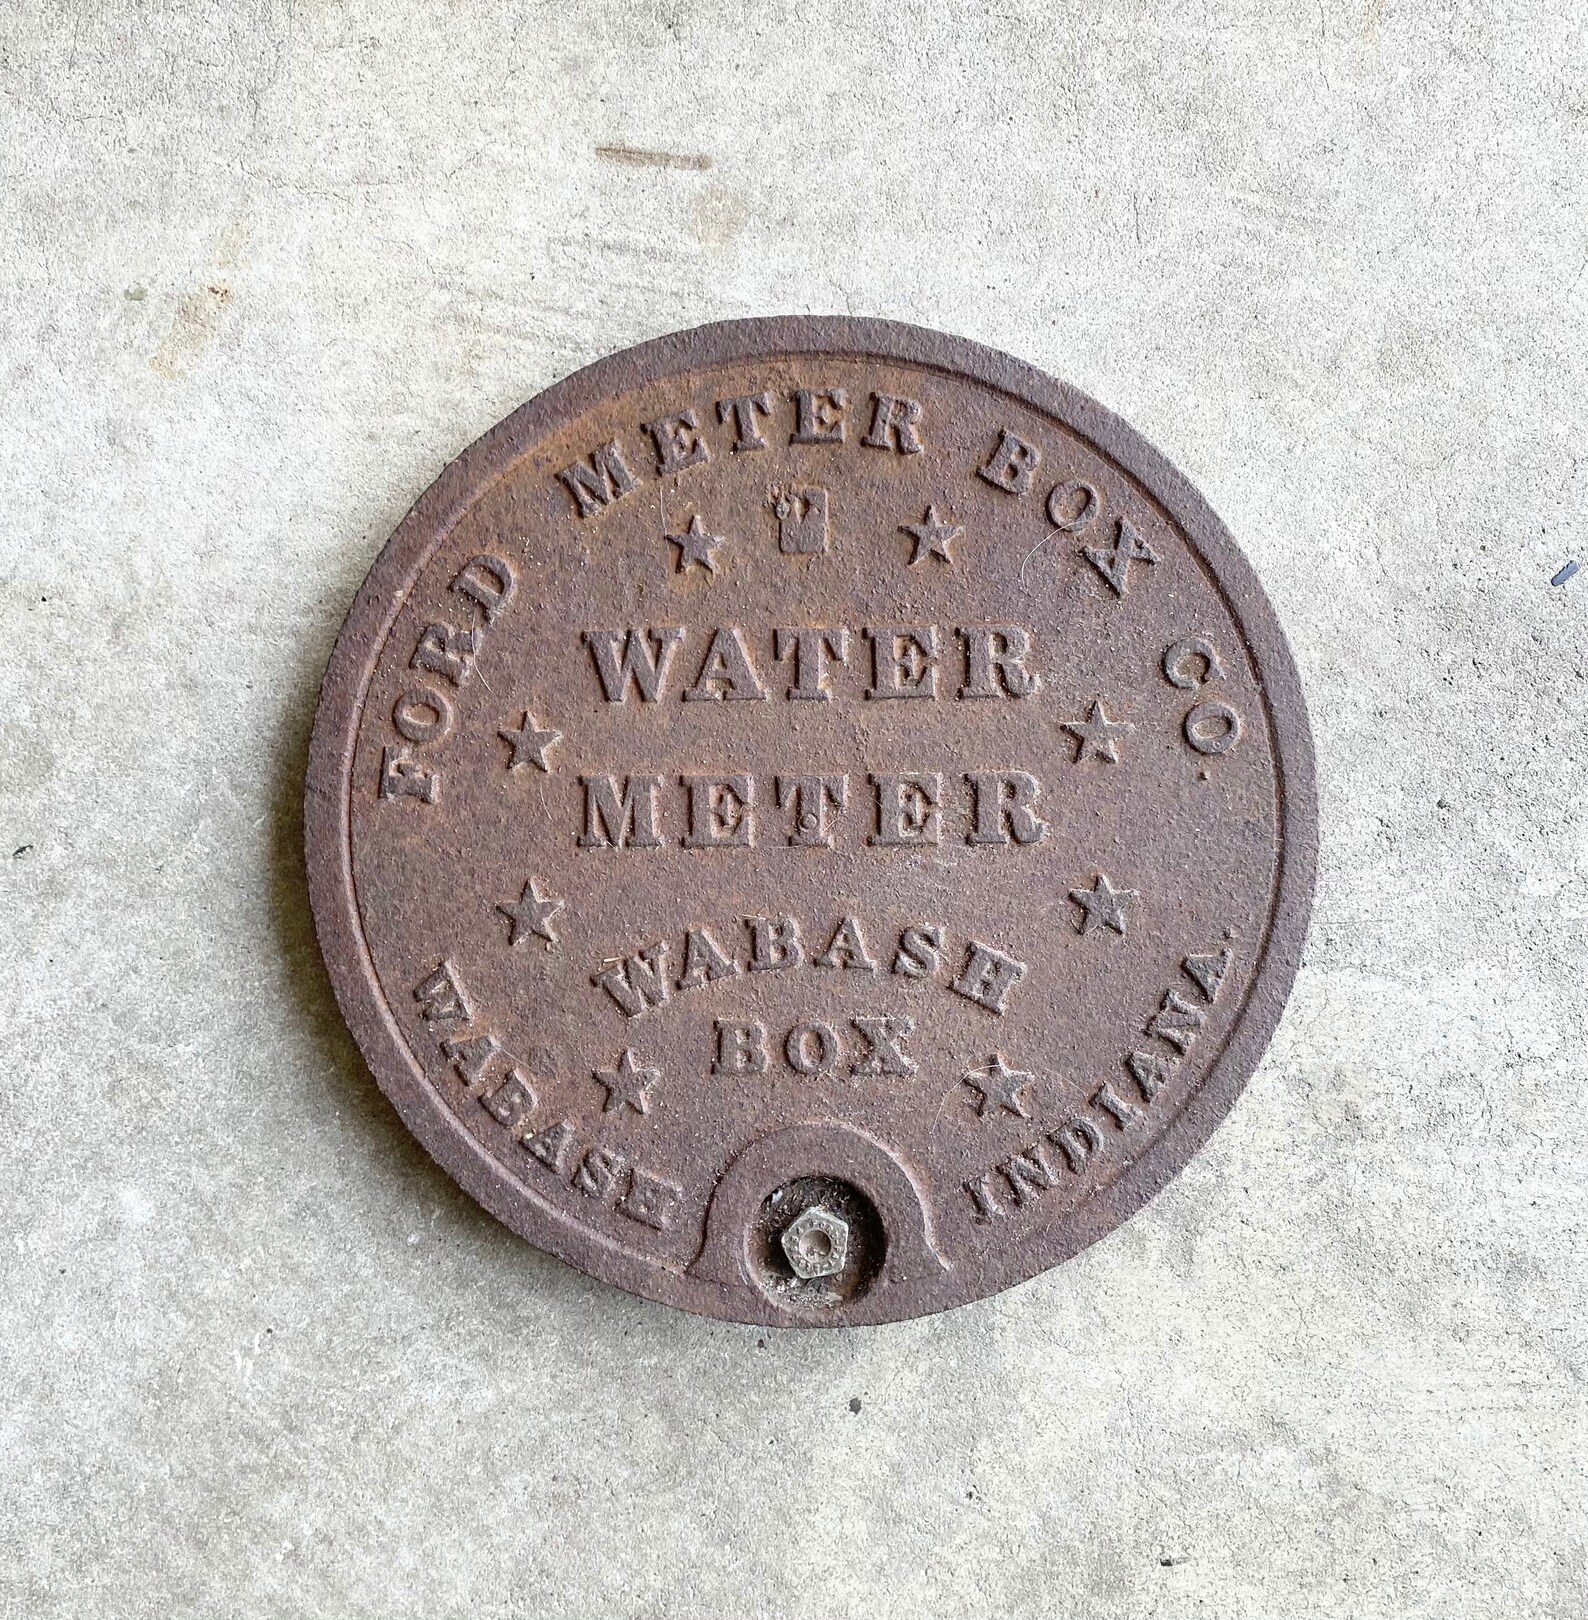 FORD METER BOX CO.
WATER
METER
WABASH
BOX
WABASH INDIANA.